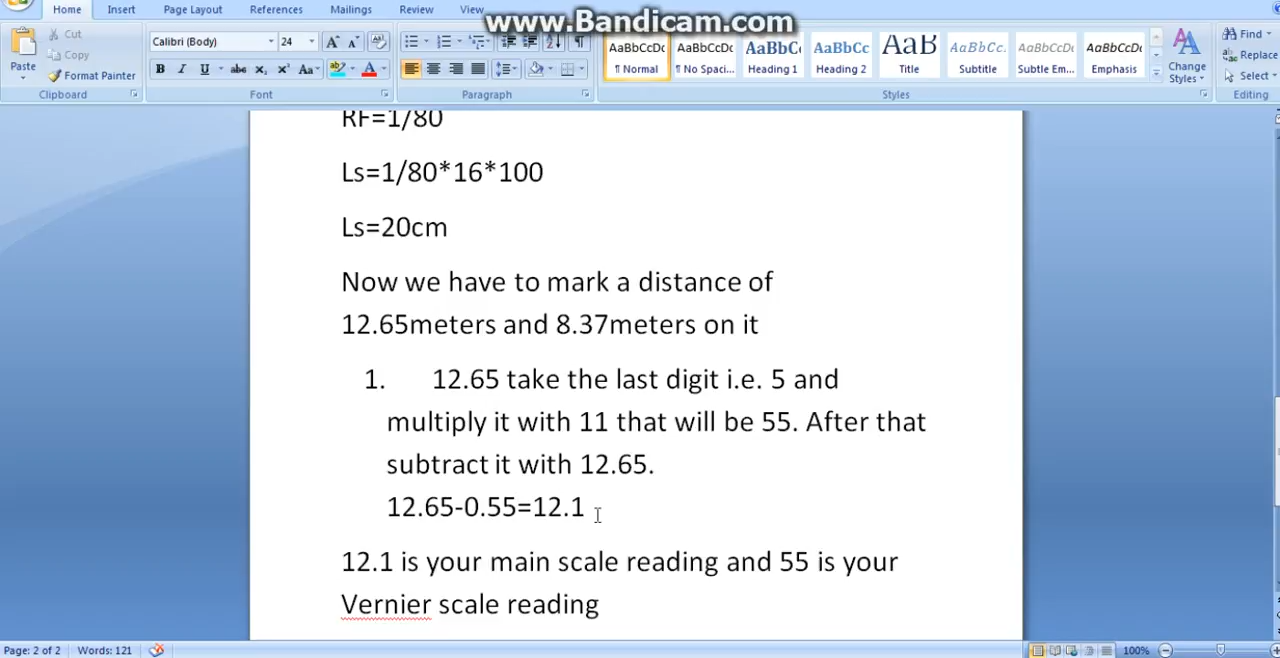 www.Bandicam.com
Home Insert Page Layout References Mailings Review View
Cut
Copy
Format Painter
Paste
Clipboard
Calibri (Body) 24
Font
Paragraph
AaBbCcDc AaBbCcDc AaBbC AaBbCc AaB AaBbCc. AaBbCcDc AaBbCcDc
¶ Normal ¶ No Spaci... Heading 1 Heading 2 Title Subtitle Subtle Em... Emphasis
Change
Styles
Styles
Find
Replace
Select
Editing
RF=1/80
Ls=1/80*16*100
Ls=20cm
Now we have to mark a distance of
12.65meters and 8.37meters on it
1. 12.65 take the last digit i.e. 5 and
multiply it with 11 that will be 55. After that
subtract it with 12.65.
12.65-0.55=12.1
12.1 is your main scale reading and 55 is your
Vernier scale reading
Page: 2 of 2 Words: 121 100%